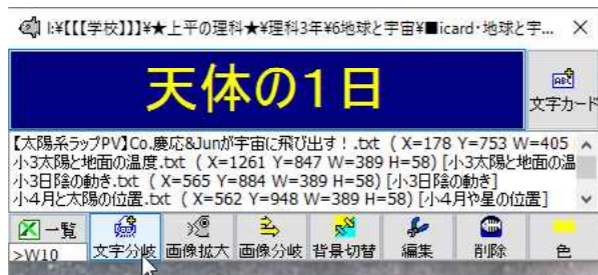 I:¥[[[学校]]]¥★上平の理科★¥理科3年¥6地球と宇宙¥■icard・地球と宇...
天体の1日
文字カード
【太陽系ラップPV】Co.慶応&Junが宇宙に飛び出す！.txt ( X=178 Y=753 W=405
小3太陽と地面の温度.txt ( X=1261 Y=847 W=389 H=58) [小3太陽と地面の温
小3日陰の動き.txt ( X=565 Y=884 W=389 H=58) [小3日陰の動き]
小4月と太陽の位置.txt ( X=562 Y=948 W=389 H=58) [小4月や星の位置]
一覧 文字分岐 画像拡大 画像分岐 背景切替 編集 削除 色
>W10